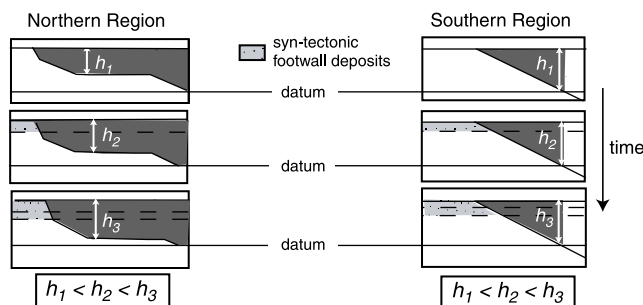 Northern Region
Southern Region
syn-tectonic
footwall deposits
h1
h1
datum
h2
h2
time
datum
h3
h3
datum
h1 < h2 < h3
h1 < h2 < h3